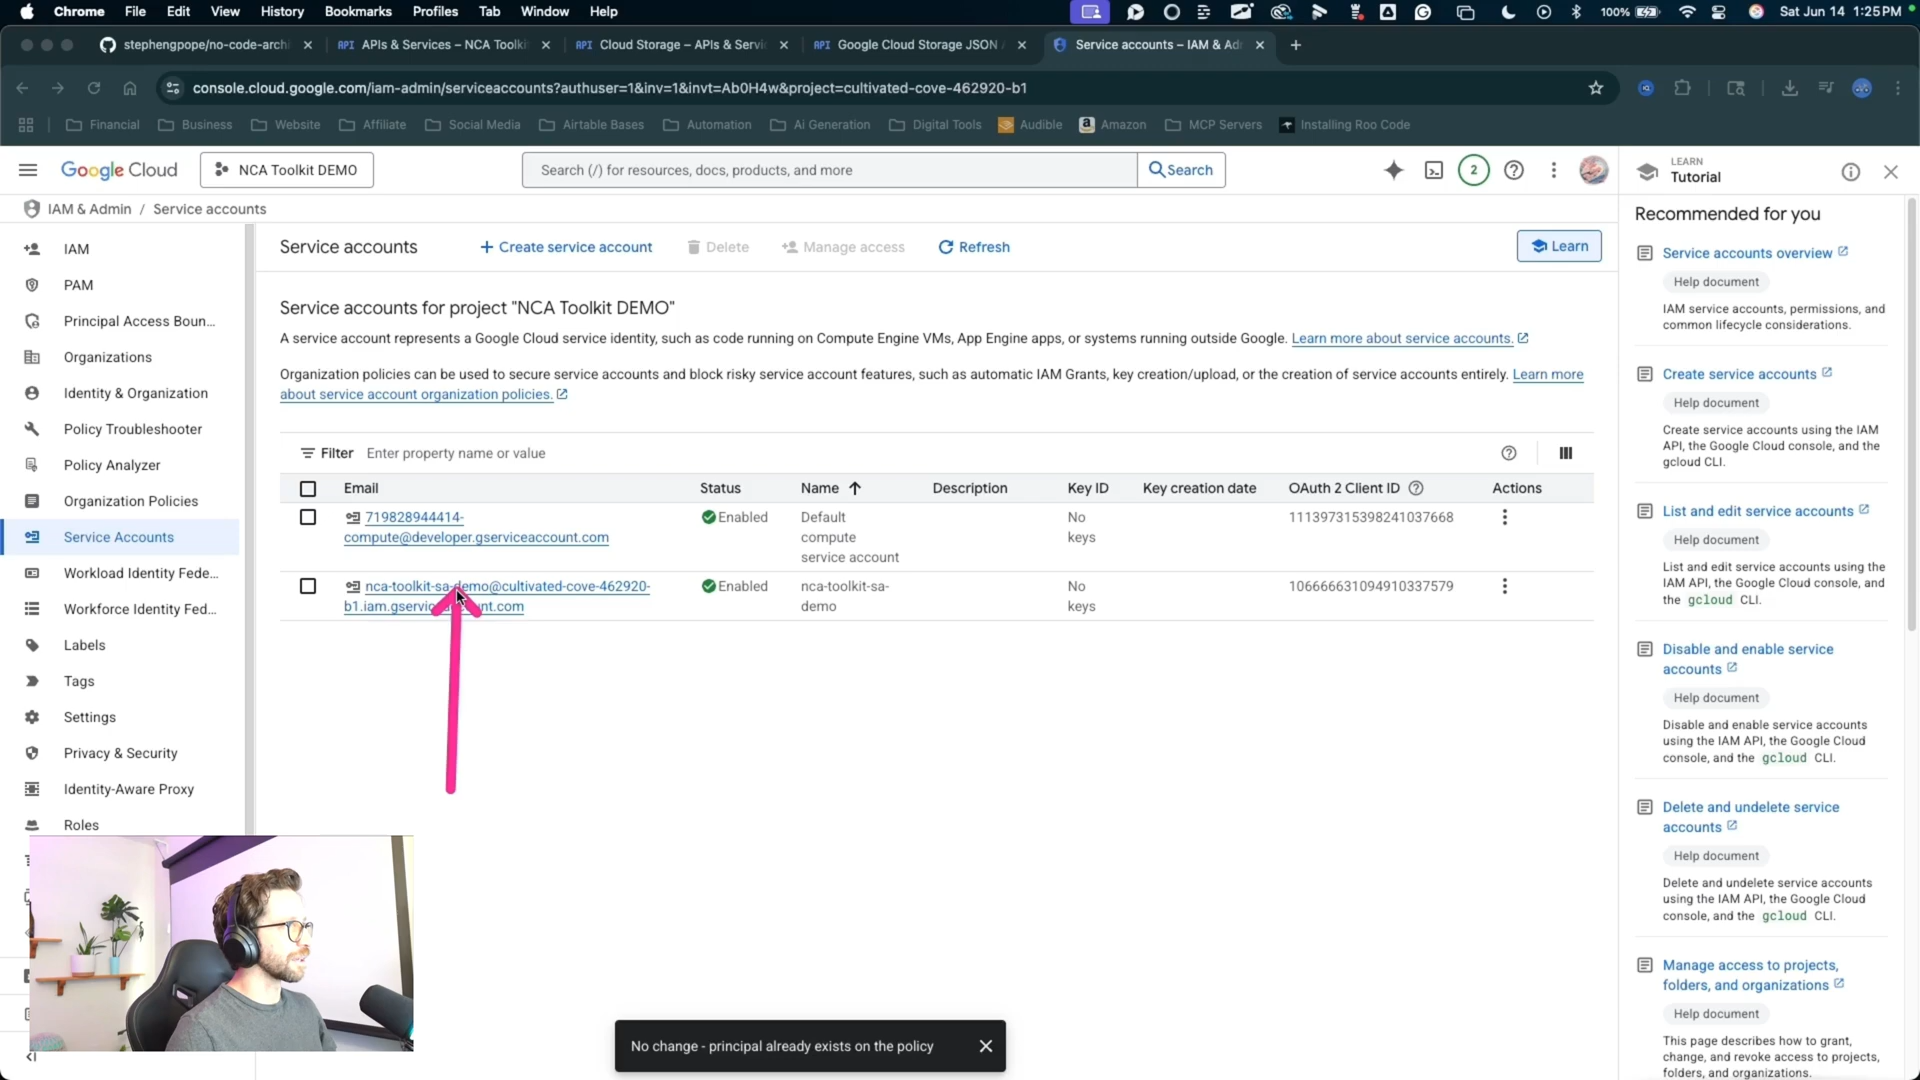 Chrome File Edit View History Bookmarks Profiles Tab Window Help 100% Sat Jun 14 1:25 PM
stephengpope/no-code-archi
APIs & Services – NCA Toolki
Cloud Storage – APIs & Servic
Google Cloud Storage JSON
Service accounts – IAM & Ad
console.cloud.google.com/iam-admin/serviceaccounts?authuser=1&inv=1&invt=Ab0H4w&project=cultivated-cove-462920-b1
Financial Business Website Affiliate Social Media Airtable Bases Automation Ai Generation Digital Tools Audible Amazon MCP Servers Installing Roo Code
Google Cloud
NCA Toolkit DEMO
Search (/) for resources, docs, products, and more
Search
2
IAM & Admin / Service accounts
IAM
PAM
Principal Access Boun...
Organizations
Identity & Organization
Policy Troubleshooter
Policy Analyzer
Organization Policies
Service Accounts
Workload Identity Fede...
Workforce Identity Fed...
Labels
Tags
Settings
Privacy & Security
Identity-Aware Proxy
Roles
Service accounts
Create service account
Delete
Manage access
Refresh
Learn
Service accounts for project "NCA Toolkit DEMO"
A service account represents a Google Cloud service identity, such as code running on Compute Engine VMs, App Engine apps, or systems running outside Google. Learn more about service accounts.
Organization policies can be used to secure service accounts and block risky service account features, such as automatic IAM Grants, key creation/upload, or the creation of service accounts entirely. Learn more
about service account organization policies.
Filter Enter property name or value
Email Status Name Description Key ID Key creation date OAuth 2 Client ID Actions
719828944414- Enabled Default No 111397315398241037668
compute@developer.gserviceaccount.com compute keys
service account
nca-toolkit-sa-demo@cultivated-cove-462920- Enabled nca-toolkit-sa- No 106666631094910337579
b1.iam.gserviceaccount.com demo keys
No change - principal already exists on the policy
LEARN
Tutorial
Recommended for you
Service accounts overview
Help document
IAM service accounts, permissions, and
common lifecycle considerations.
Create service accounts
Help document
Create service accounts using the IAM
API, the Google Cloud console, and the
gcloud CLI.
List and edit service accounts
Help document
List and edit service accounts using the
IAM API, the Google Cloud console, and
the gcloud CLI.
Disable and enable service
accounts
Help document
Disable and enable service accounts
using the IAM API, the Google Cloud
console, and the gcloud CLI.
Delete and undelete service
accounts
Help document
Delete and undelete service accounts
using the IAM API, the Google Cloud
console, and the gcloud CLI.
Manage access to projects,
folders, and organizations
Help document
This page describes how to grant,
change, and revoke access to projects,
folders, and organizations.